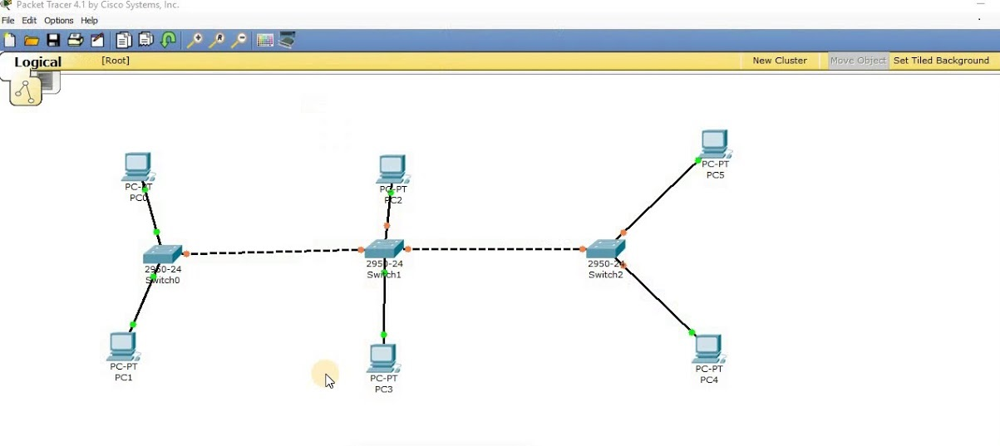 Packet Tracer 4.1 by Cisco Systems, Inc.
File Edit Options Help
Logical [Root] New Cluster Move Object Set Tiled Background
PC-PT
PC5
PC-PT
PC0
PC-PT
PC2
2950-24
Switch0
2950-24
Switch1
2950-24
Switch2
PC-PT
PC1
PC-PT
PC3
PC-PT
PC4